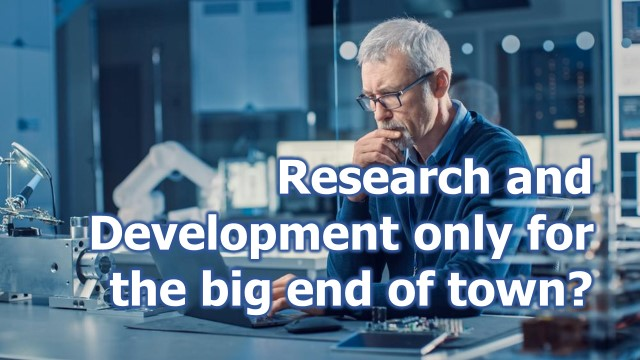 Research and
Development only for
the big end of town?